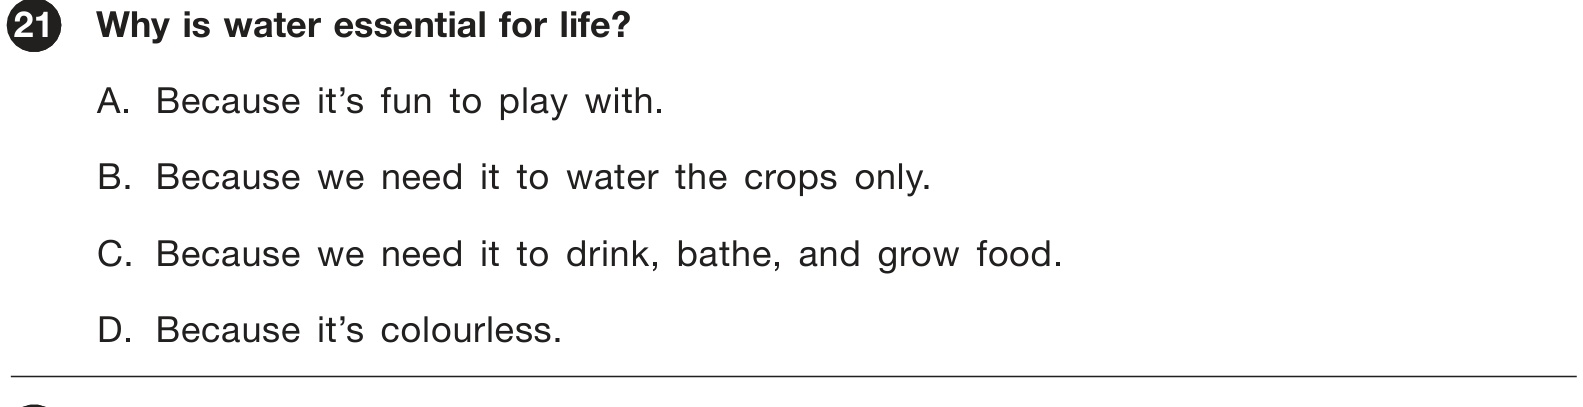 21 Why is water essential for life?
A. Because it’s fun to play with.
B. Because we need it to water the crops only.
C. Because we need it to drink, bathe, and grow food.
D. Because it’s colourless.